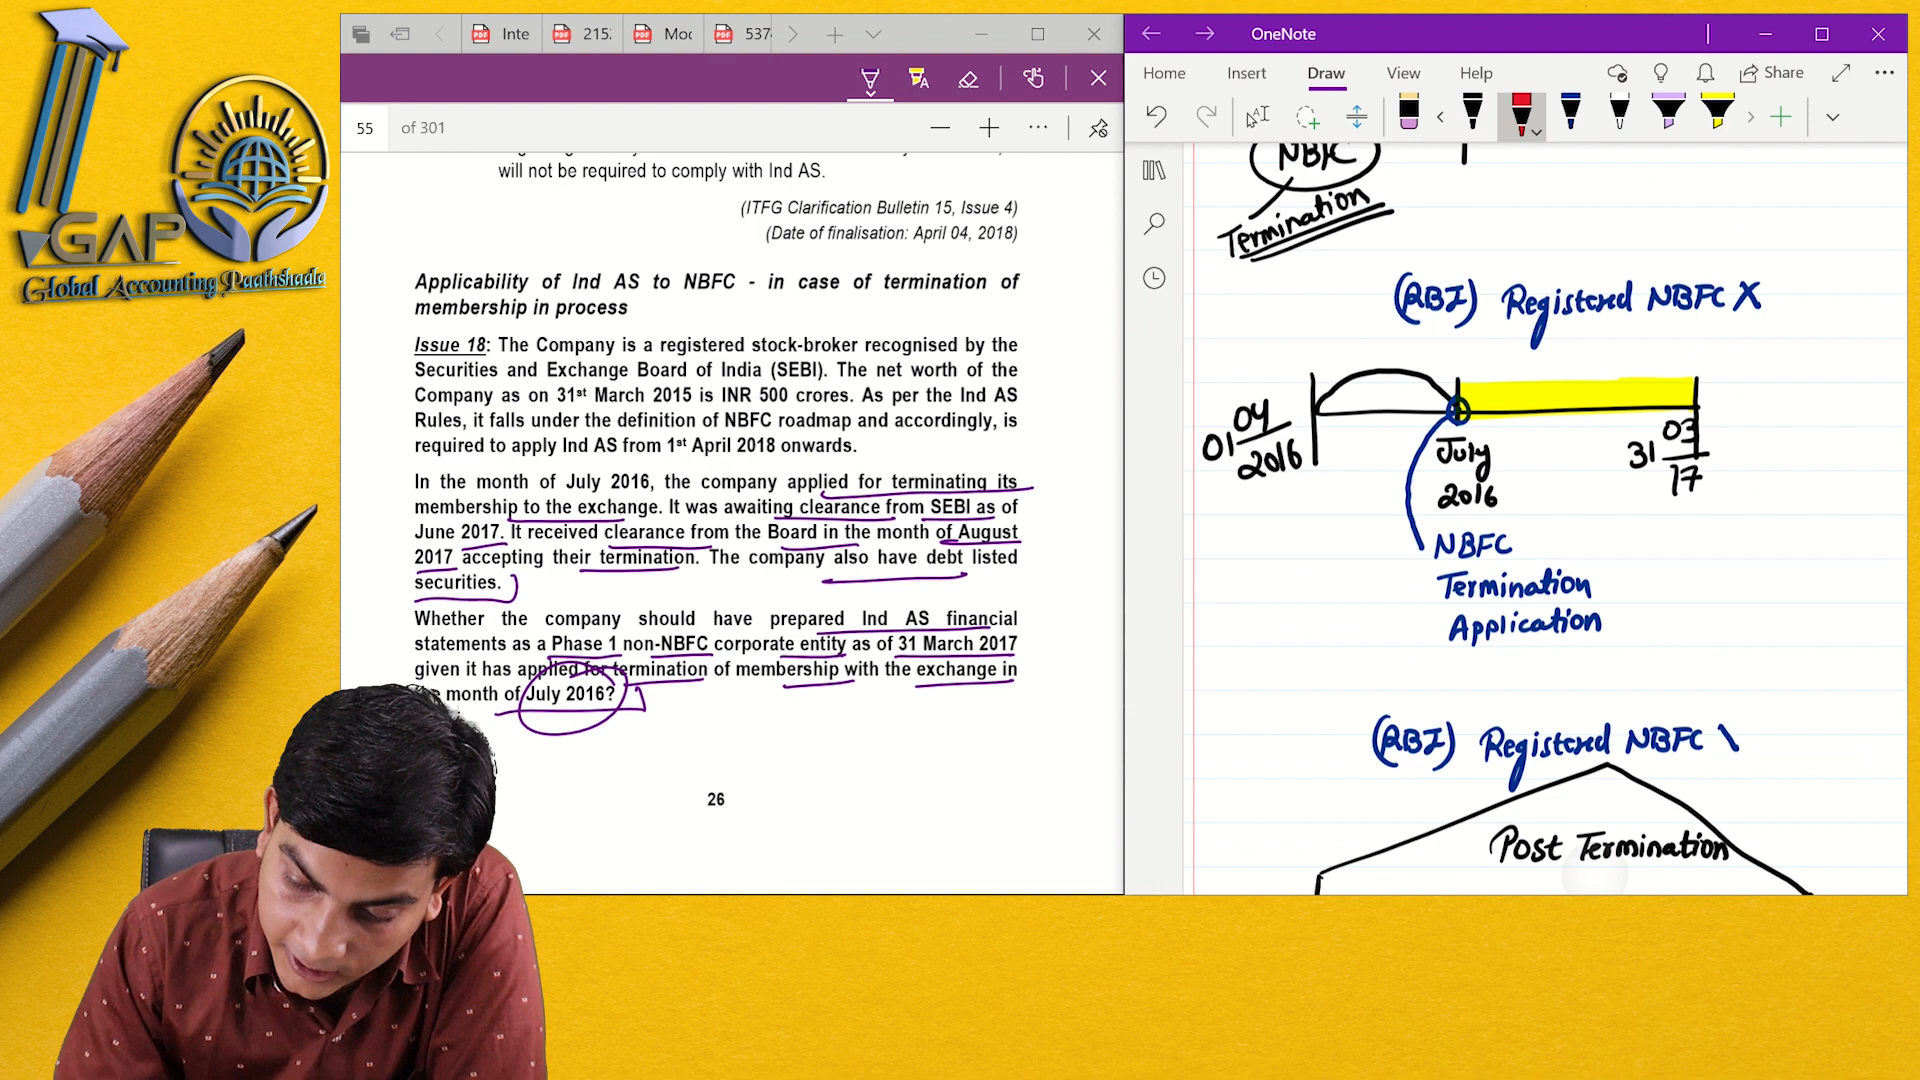 GAP
Global Accounting Paathshada
Inte
215
Moc
537
55 of 301
will not be required to comply with Ind AS.
(ITFG Clarification Bulletin 15, Issue 4)
(Date of finalisation: April 04, 2018)
Applicability of Ind AS to NBFC - in case of termination of
membership in process
Issue 18: The Company is a registered stock-broker recognised by the
Securities and Exchange Board of India (SEBI). The net worth of the
Company as on 31st March 2015 is INR 500 crores. As per the Ind AS
Rules, it falls under the definition of NBFC roadmap and accordingly, is
required to apply Ind AS from 1st April 2018 onwards.
In the month of July 2016, the company applied for terminating its
membership to the exchange. It was awaiting clearance from SEBI as of
June 2017. It received clearance from the Board in the month of August
2017 accepting their termination. The company also have debt listed
securities.
Whether the company should have prepared Ind AS financial
statements as a Phase 1 non-NBFC corporate entity as of 31 March 2017
given it has applied for termination of membership with the exchange in
month of July 2016?
26
OneNote
Home Insert Draw View Help Share
NBFC
Termination
(RBI) Registered NBFC X
01 04
2016
July
2016
31 03
17
NBFC
Termination
Application
(RBI) Registered NBFC
Post Termination